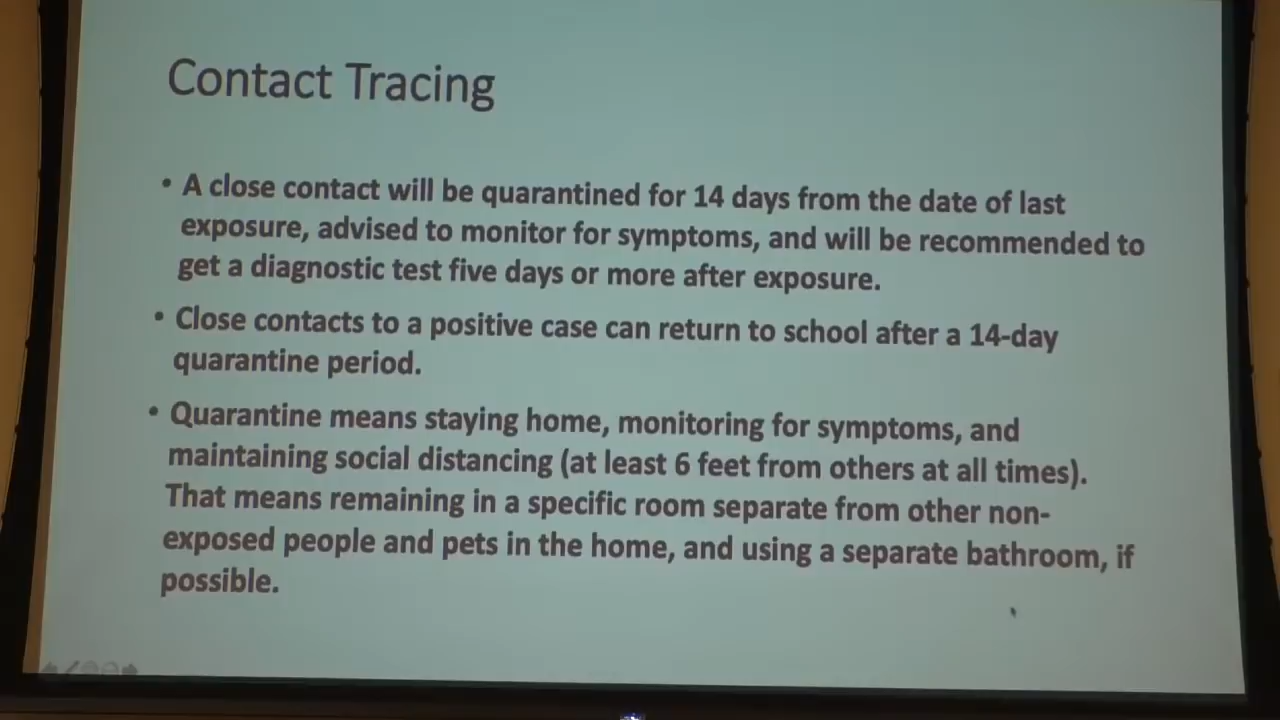 Contact Tracing
• A close contact will be quarantined for 14 days from the date of last
exposure, advised to monitor for symptoms, and will be recommended to
get a diagnostic test five days or more after exposure.
• Close contacts to a positive case can return to school after a 14-day
quarantine period.
• Quarantine means staying home, monitoring for symptoms, and
maintaining social distancing (at least 6 feet from others at all times).
That means remaining in a specific room separate from other non-
exposed people and pets in the home, and using a separate bathroom, if
possible.